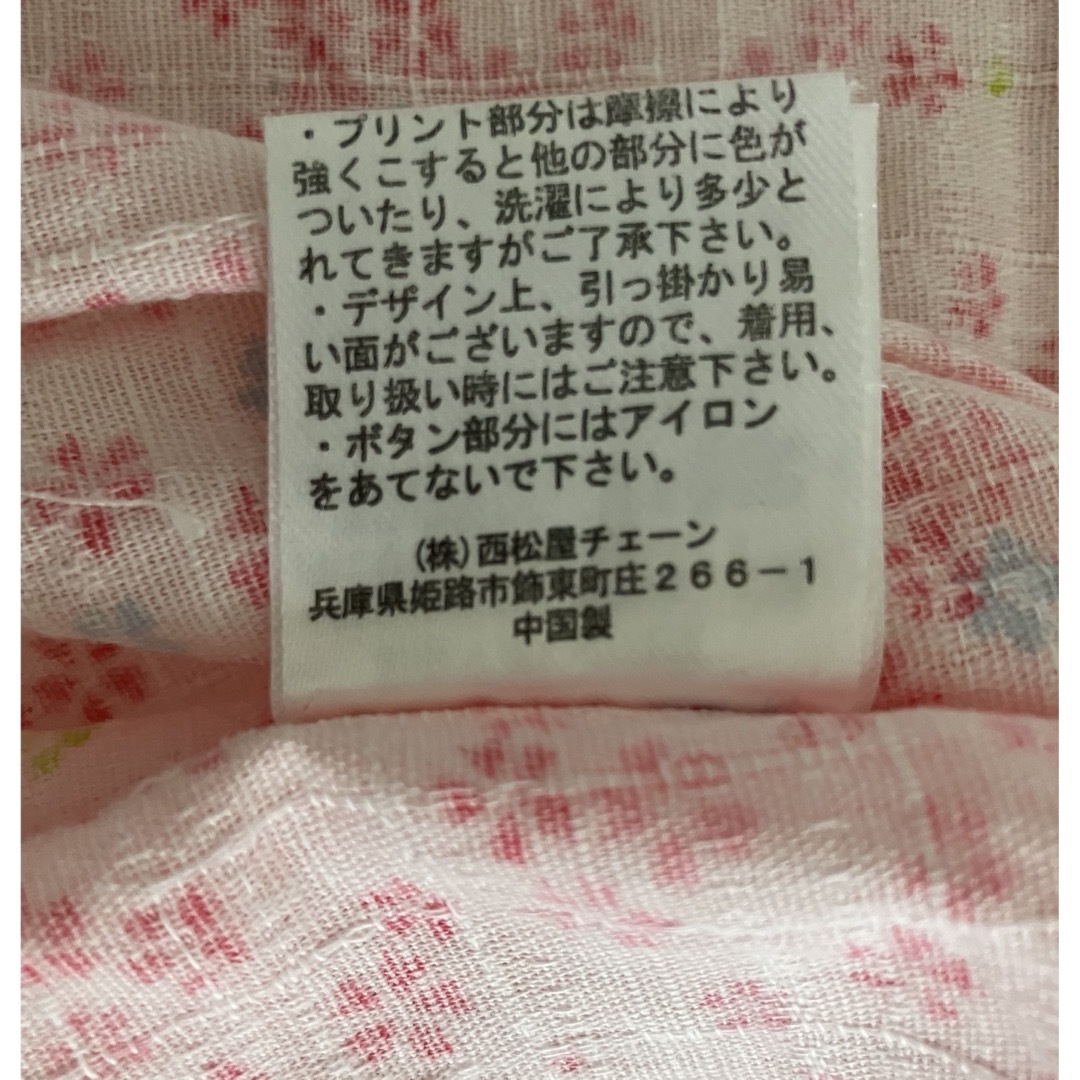 ・プリント部分は摩擦により
強くこすると他の部分に色が
ついたり、洗濯により多少と
れてきますがご了承下さい。
・デザイン上、引っ掛かり易
い面がございますので、着用、
取り扱い時にはご注意下さい。
・ボタン部分にはアイロン
をあてないで下さい。
(株)西松屋チェーン
兵庫県姫路市飾東町庄２６６－１
中国製